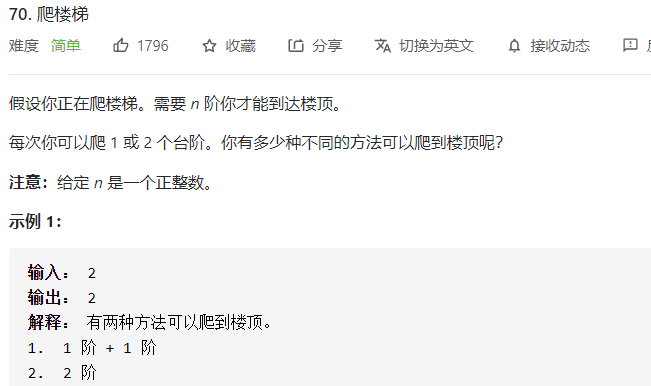 70. 爬楼梯
难度 简单 1796 收藏 分享 切换为英文 接收动态
假设你正在爬楼梯。需要 n 阶你才能到达楼顶。
每次你可以爬 1 或 2 个台阶。你有多少种不同的方法可以爬到楼顶呢？
注意：给定 n 是一个正整数。
示例 1：
输入： 2
输出： 2
解释： 有两种方法可以爬到楼顶。
1. 1 阶 + 1 阶
2. 2 阶